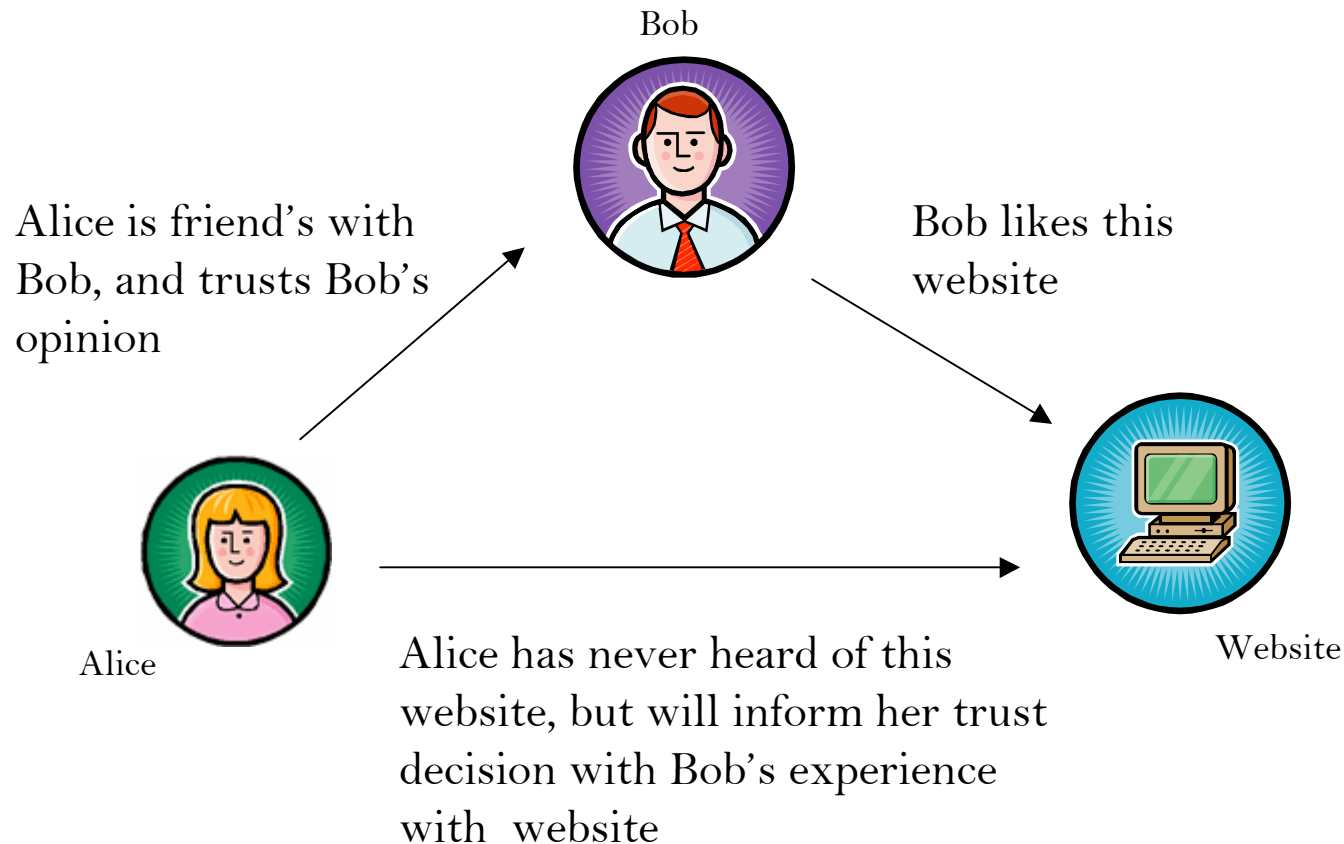 Bob
Alice is friend’s with
Bob, and trusts Bob’s
opinion
Bob likes this
website
Alice
Website
Alice has never heard of this
website, but will inform her trust
decision with Bob’s experience
with  website